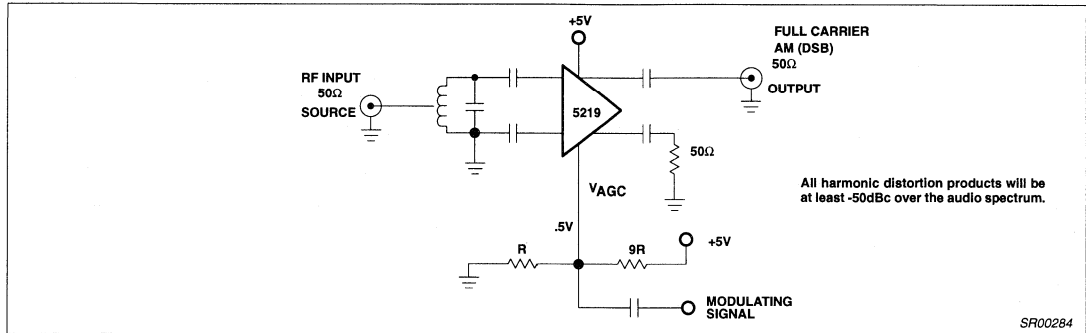 +5V
FULL CARRIER
AM (DSB)
50Ω
OUTPUT
RF INPUT
50Ω
SOURCE
5219
50Ω
VAGC
All harmonic distortion products will be
at least -50dBc over the audio spectrum.
.5V
R
9R
+5V
MODULATING
SIGNAL
SR00284